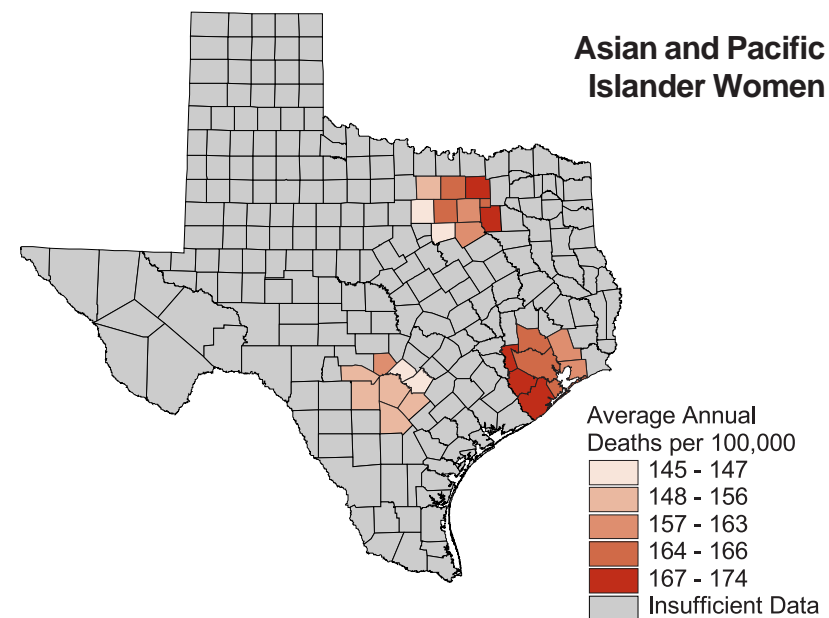 Asian and Pacific
Islander Women
Average Annual
Deaths per 100,000
145 - 147
148 - 156
157 - 163
164 - 166
167 - 174
Insufficient Data